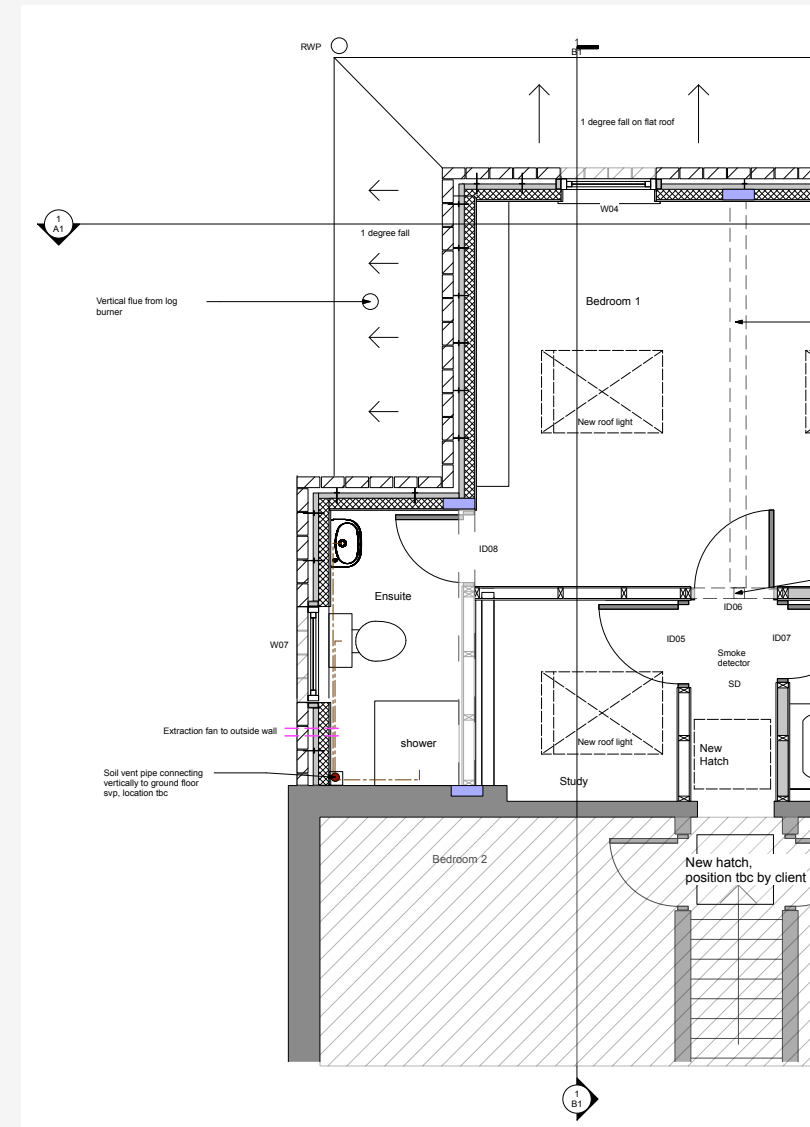 RWP
1
B1
1 degree fall on flat roof
1
A1
1 degree fall
W04
Vertical flue from log
burner
Bedroom 1
New roof light
ID08
Ensuite
ID06
W07
ID05
ID07
Smoke
detector
SD
Extraction fan to outside wall
shower
New roof light
New
Hatch
Soil vent pipe connecting
vertically to ground floor
svp, location tbc
Study
Bedroom 2
New hatch,
position tbc by client
1
B1